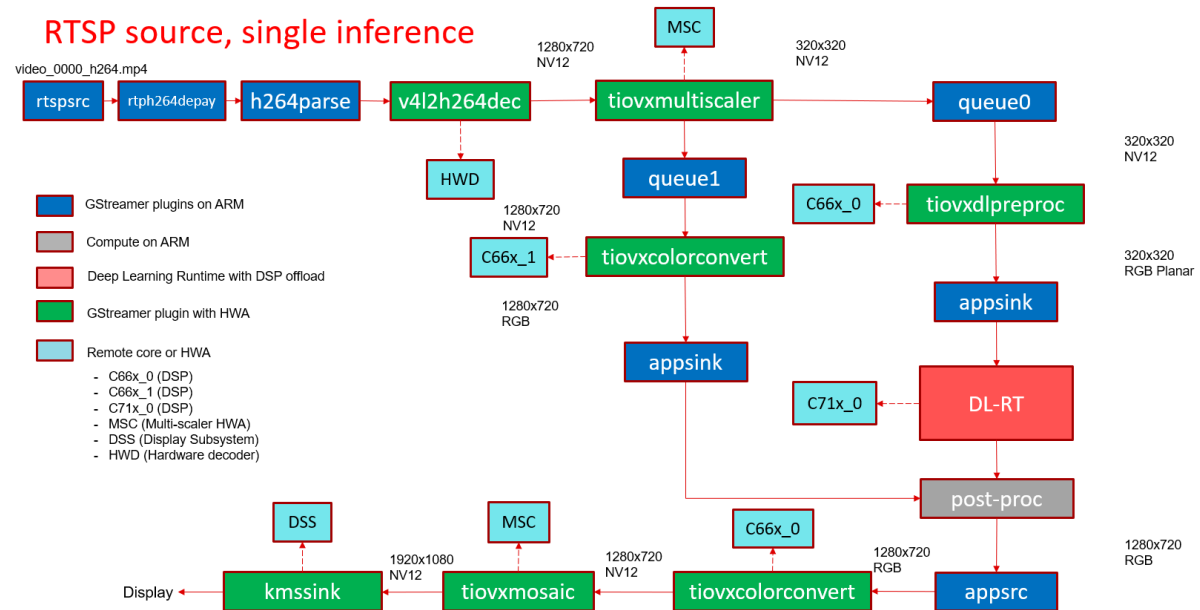 RTSP source, single inference
video_0000_h264.mp4
rtspsrc
rtph264depay
h264parse
v4l2h264dec
1280x720
NV12
MSC
tiovxmultiscaler
320x320
NV12
queue0
HWD
queue1
320x320
NV12
GStreamer plugins on ARM
Compute on ARM
Deep Learning Runtime with DSP offload
GStreamer plugin with HWA
Remote core or HWA
- C66x_0 (DSP)
- C66x_1 (DSP)
- C71x_0 (DSP)
- MSC (Multi-scaler HWA)
- DSS (Display Subsystem)
- HWD (Hardware decoder)
1280x720
NV12
C66x_1
tiovxcolorconvert
1280x720
RGB
appsink
C66x_0
tiovxdlpreproc
320x320
RGB Planar
appsink
C71x_0
DL-RT
post-proc
1280x720
RGB
appsrc
1280x720
RGB
C66x_0
tiovxcolorconvert
1280x720
NV12
MSC
tiovxmosaic
1920x1080
NV12
DSS
kmssink
Display